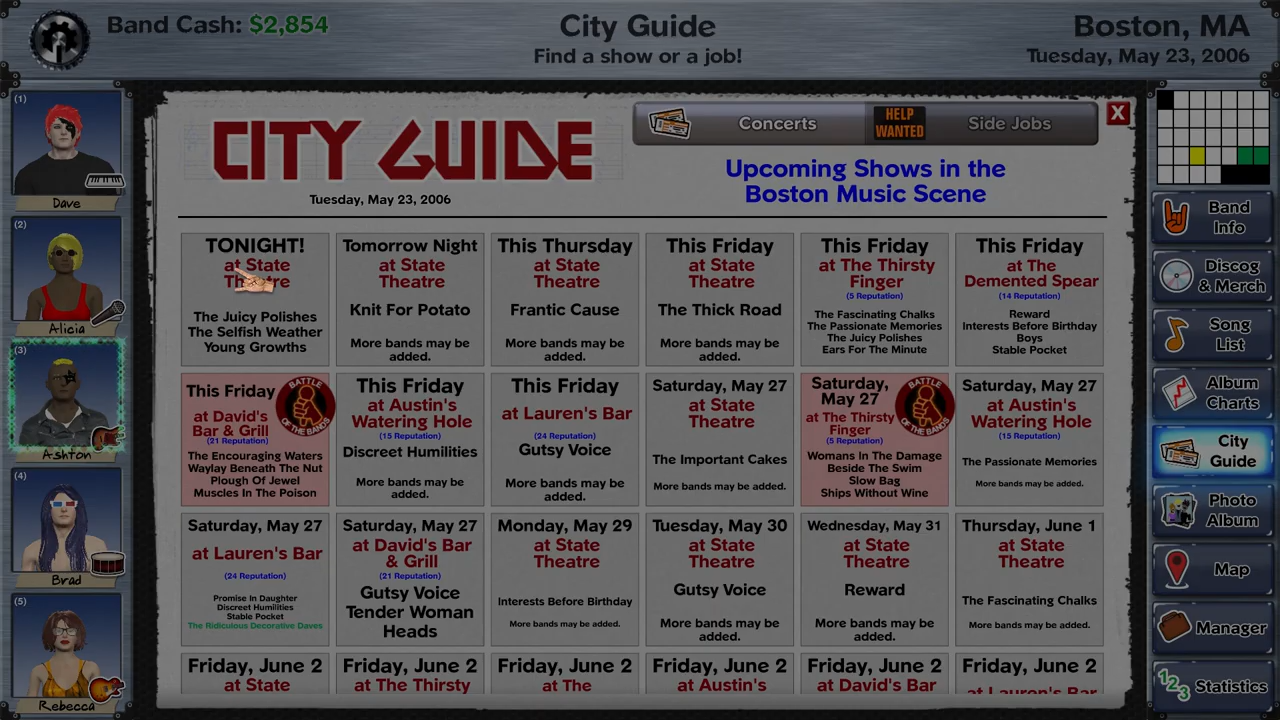 Band Cash: $2,854
City Guide
Find a show or a job!
Boston, MA
Tuesday, May 23, 2006
(1)
Dave
(2)
Alicia
(3)
Ashton
(4)
Brad
(5)
Rebecca
CITY GUIDE
Tuesday, May 23, 2006
Concerts
HELP
WANTED
Side Jobs
X
Upcoming Shows in the
Boston Music Scene
TONIGHT!
at State
The
re
The Juicy Polishes
The Selfish Weather
Young Growths
Tomorrow Night
at State
Theatre
Knit For Potato
More bands may be
added.
This Thursday
at State
Theatre
Frantic Cause
More bands may be
added.
This Friday
at State
Theatre
The Thick Road
More bands may be
added.
This Friday
at The Thirsty
Finger
(5 Reputation)
The Fascinating Chalks
The Passionate Memories
The Juicy Polishes
Ears For The Minute
This Friday
at The
Demented Spear
(14 Reputation)
Reward
Interests Before Birthday
Boys
Stable Pocket
This Friday
BATTLE
OF THE BANDS
at David's
Bar & Grill
(21 Reputation)
The Encouraging Waters
Waylay Beneath The Nut
Plough Of Jewel
Muscles In The Poison
This Friday
at Austin's
Watering Hole
(15 Reputation)
Discreet Humilities
More bands may be
added.
This Friday
at Lauren's Bar
(24 Reputation)
Gutsy Voice
More bands may be
added.
Saturday, May 27
at State
Theatre
The Important Cakes
More bands may be added.
Saturday,
May 27
BATTLE
OF THE BANDS
at The Thirsty
Finger
(5 Reputation)
Womans In The Damage
Beside The Swim
Slow Bag
Ships Without Wine
Saturday, May 27
at Austin's
Watering Hole
(15 Reputation)
The Passionate Memories
More bands may be added.
Saturday, May 27
at Lauren's Bar
(24 Reputation)
Promise In Daughter
Discreet Humilities
Stable Pocket
The Ridiculous Decorative Daves
Saturday, May 27
at David's Bar
& Grill
(21 Reputation)
Gutsy Voice
Tender Woman
Heads
Monday, May 29
at State
Theatre
Interests Before Birthday
More bands may be added.
Tuesday, May 30
at State
Theatre
Gutsy Voice
More bands may be
added.
Wednesday, May 31
at State
Theatre
Reward
More bands may be
added.
Thursday, June 1
at State
Theatre
The Fascinating Chalks
More bands may be added.
Friday, June 2
at State
Friday, June 2
at The Thirsty
Friday, June 2
at The
Friday, June 2
at Austin's
Friday, June 2
at David's Bar
Friday, June 2
at Lauren's Bar
Band
Info
Discog
& Merch
Song
List
Album
Charts
City
Guide
Photo
Album
Map
Manager
123
Statistics